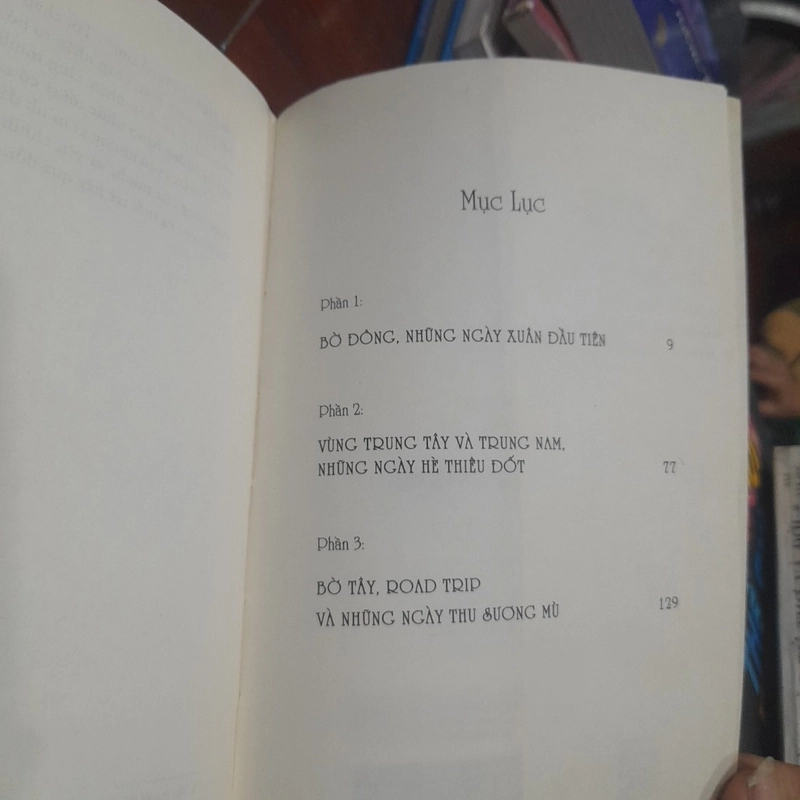 Mục Lục
Phần 1:
BỜ ĐÔNG, NHỮNG NGÀY XUÂN ĐẦU TIÊN 9
Phần 2:
VÙNG TRUNG TÂY VÀ TRUNG NAM,
NHỮNG NGÀY HÈ THIÊU ĐỐT 77
Phần 3:
BỜ TÂY, ROAD TRIP
VÀ NHỮNG NGÀY THU SƯƠNG MÙ 129